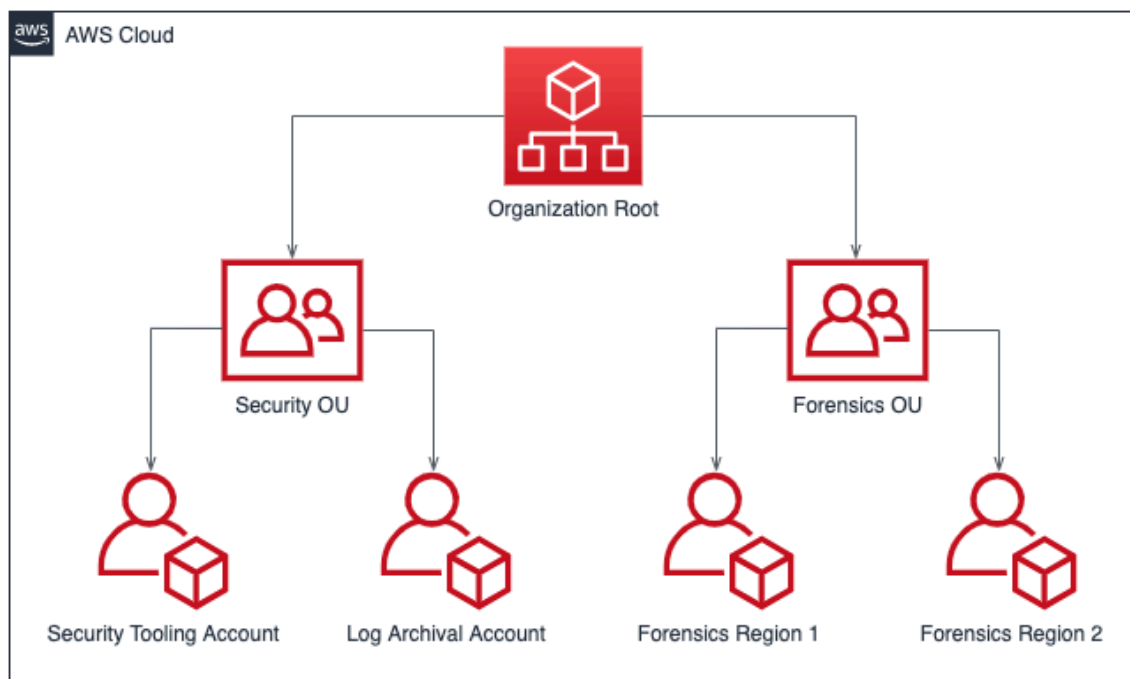 aws
AWS Cloud
Organization Root
Security OU
Forensics OU
Security Tooling Account
Log Archival Account
Forensics Region 1
Forensics Region 2